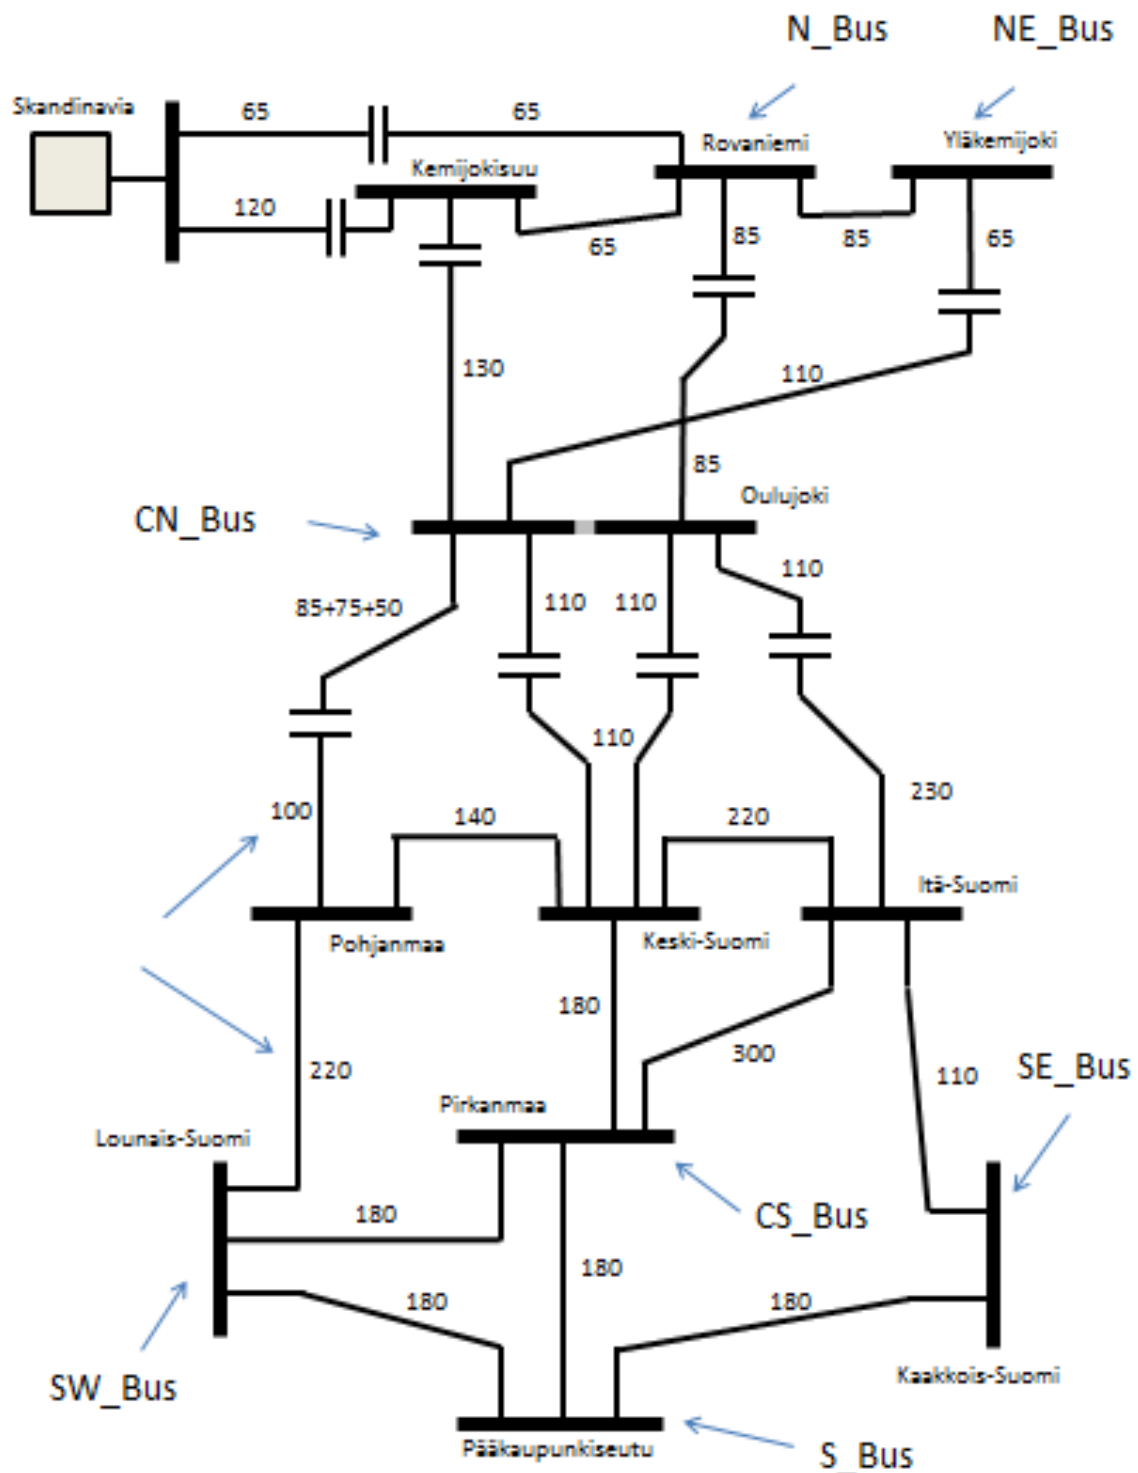 N_Bus
NE_Bus
Skandinavia
65
65
Rovaniemi
Yläkemijoki
Kemijokisuu
120
65
85
85
65
130
110
85
Oulujoki
CN_Bus
110
85+75+50
110
110
110
230
100
140
220
Itä-Suomi
Pohjanmaa
Keski-Suomi
180
300
220
110
SE_Bus
Pirkanmaa
Lounais-Suomi
180
CS_Bus
180
180
180
SW_Bus
Kaakkois-Suomi
Pääkaupunkiseutu
S_Bus